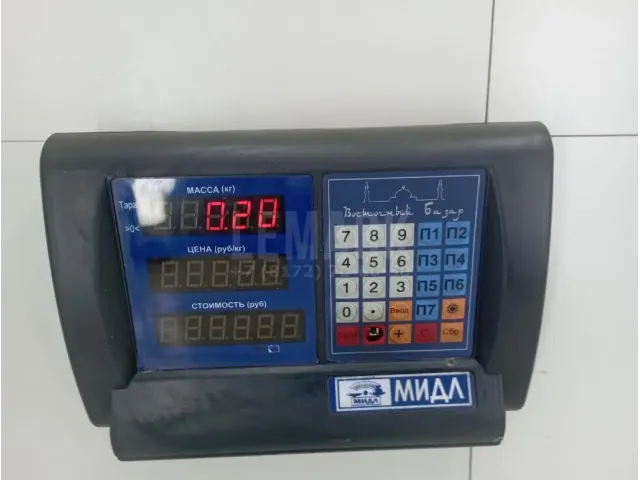 МАССА (кг)
Тара
0.20
>0<
ЦЕНА (руб/кг)
СТОИМОСТЬ (руб)
Восточный Базар
7 8 9 П1 П2
4 5 6 П3 П4
1 2 3 П5 П6
0 . Ввод П7
+ С Сбр
МИДЛ
МИДЛ